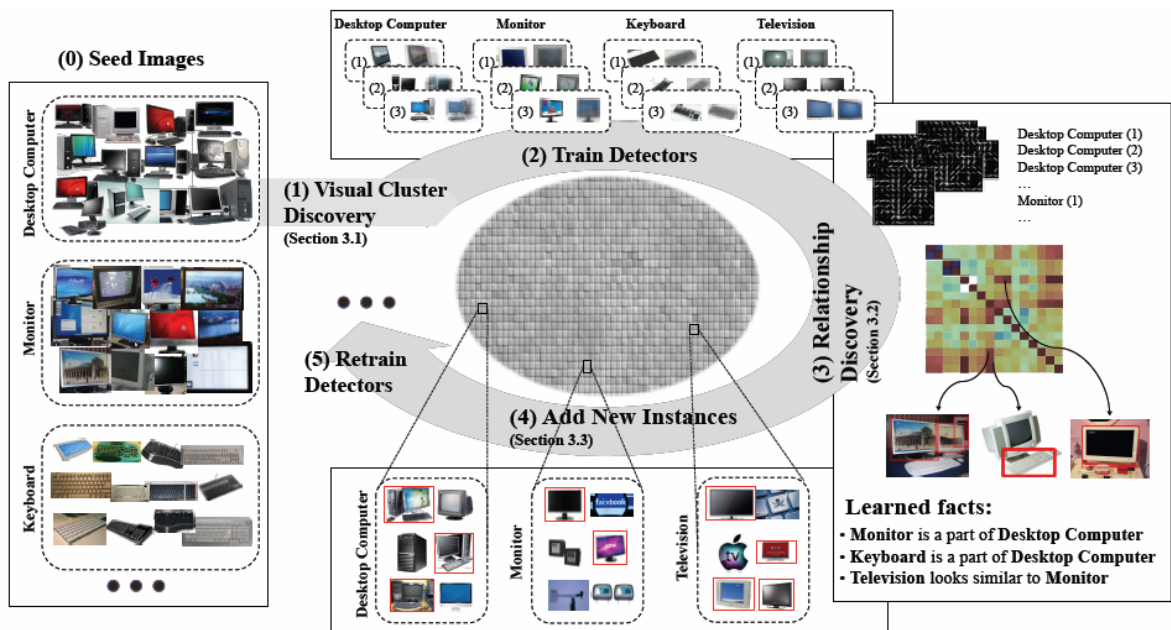 (0) Seed Images
Desktop Computer
Monitor
Keyboard
Desktop Computer
Monitor
Keyboard
Television
(1)
(1)
(1)
(1)
(2)
(2)
(2)
(2)
(3)
(3)
(3)
(3)
(1) Visual Cluster
Discovery
(Section 3.1)
(2) Train Detectors
(3) Relationship
Discovery
(Section 3.2)
(4) Add New Instances
(Section 3.3)
(5) Retrain
Detectors
Desktop Computer
Monitor
facebook
Television
tv
Desktop Computer (1)
Desktop Computer (2)
Desktop Computer (3)
...
Monitor (1)
...
Learned facts:
• Monitor is a part of Desktop Computer
• Keyboard is a part of Desktop Computer
• Television looks similar to Monitor